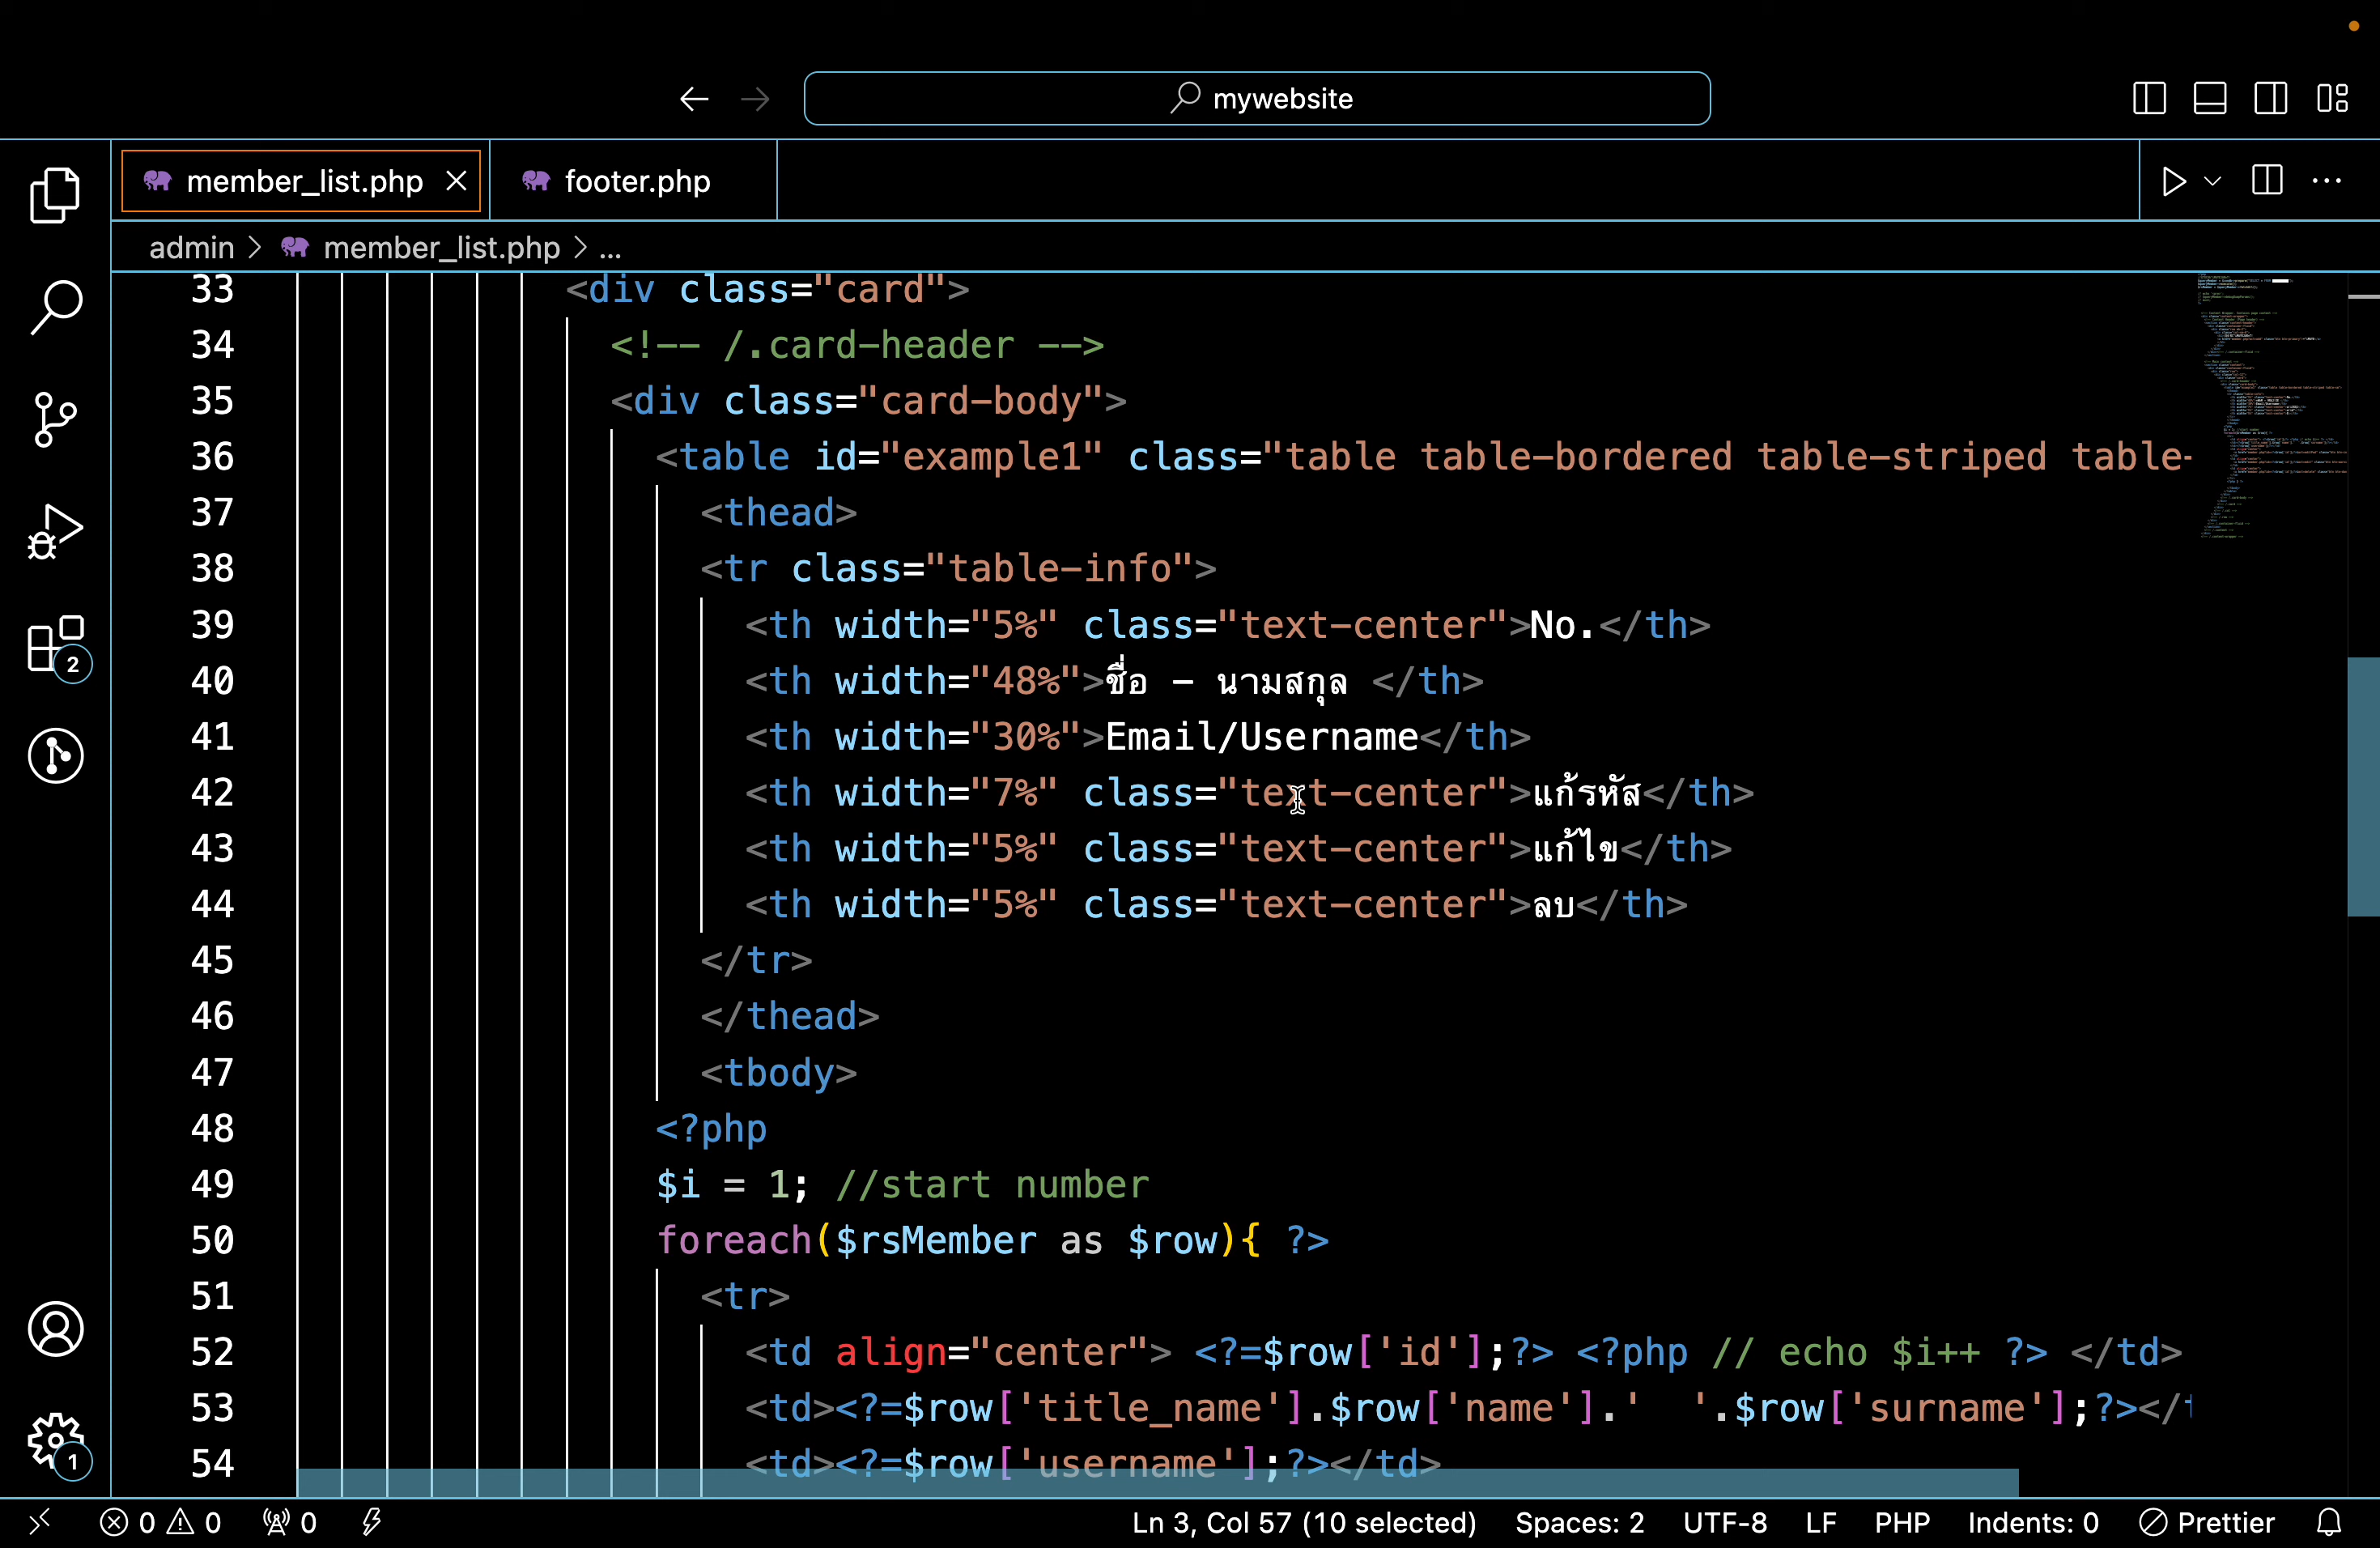 mywebsite
member_list.php
footer.php
admin > member_list.php > ...
33 <div class="card">
34 <!-- /.card-header -->
35 <div class="card-body">
36 <table id="example1" class="table table-bordered table-striped table-
37 <thead>
38 <tr class="table-info">
39 <th width="5%" class="text-center">No.</th>
40 <th width="48%">ชื่อ - นามสกุล </th>
41 <th width="30%">Email/Username</th>
42 <th width="7%" class="text-center">แก้รหัส</th>
43 <th width="5%" class="text-center">แก้ไข</th>
44 <th width="5%" class="text-center">ลบ</th>
45 </tr>
46 </thead>
47 <tbody>
48 <?php
49 $i = 1; //start number
50 foreach($rsMember as $row){ ?>
51 <tr>
52 <td align="center"> <?=$row['id'];?> <?php // echo $i++ ?> </td>
53 <td><?=$row['title_name'].$row['name'].'  '.$row['surname'];?></t
54 <td><?=$row['username'];?></td>
2
1
0 0 0 Ln 3, Col 57 (10 selected) Spaces: 2 UTF-8 LF PHP Indents: 0 Prettier